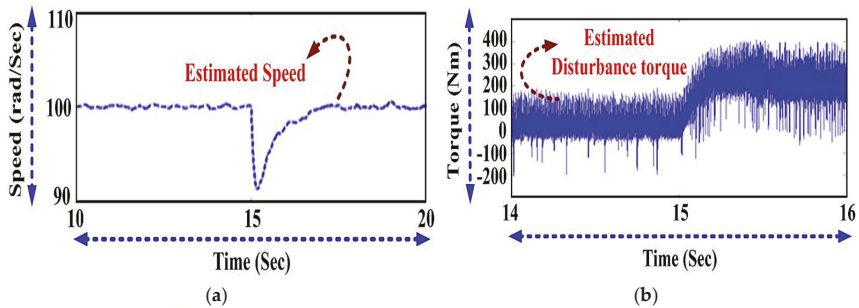 110
100
90
Speed (rad/Sec)
Estimated Speed
10
15
20
Time (Sec)
(a)
400
300
200
100
0
-100
-200
Torque (Nm)
Estimated
Disturbance torque
14
15
16
Time (Sec)
(b)